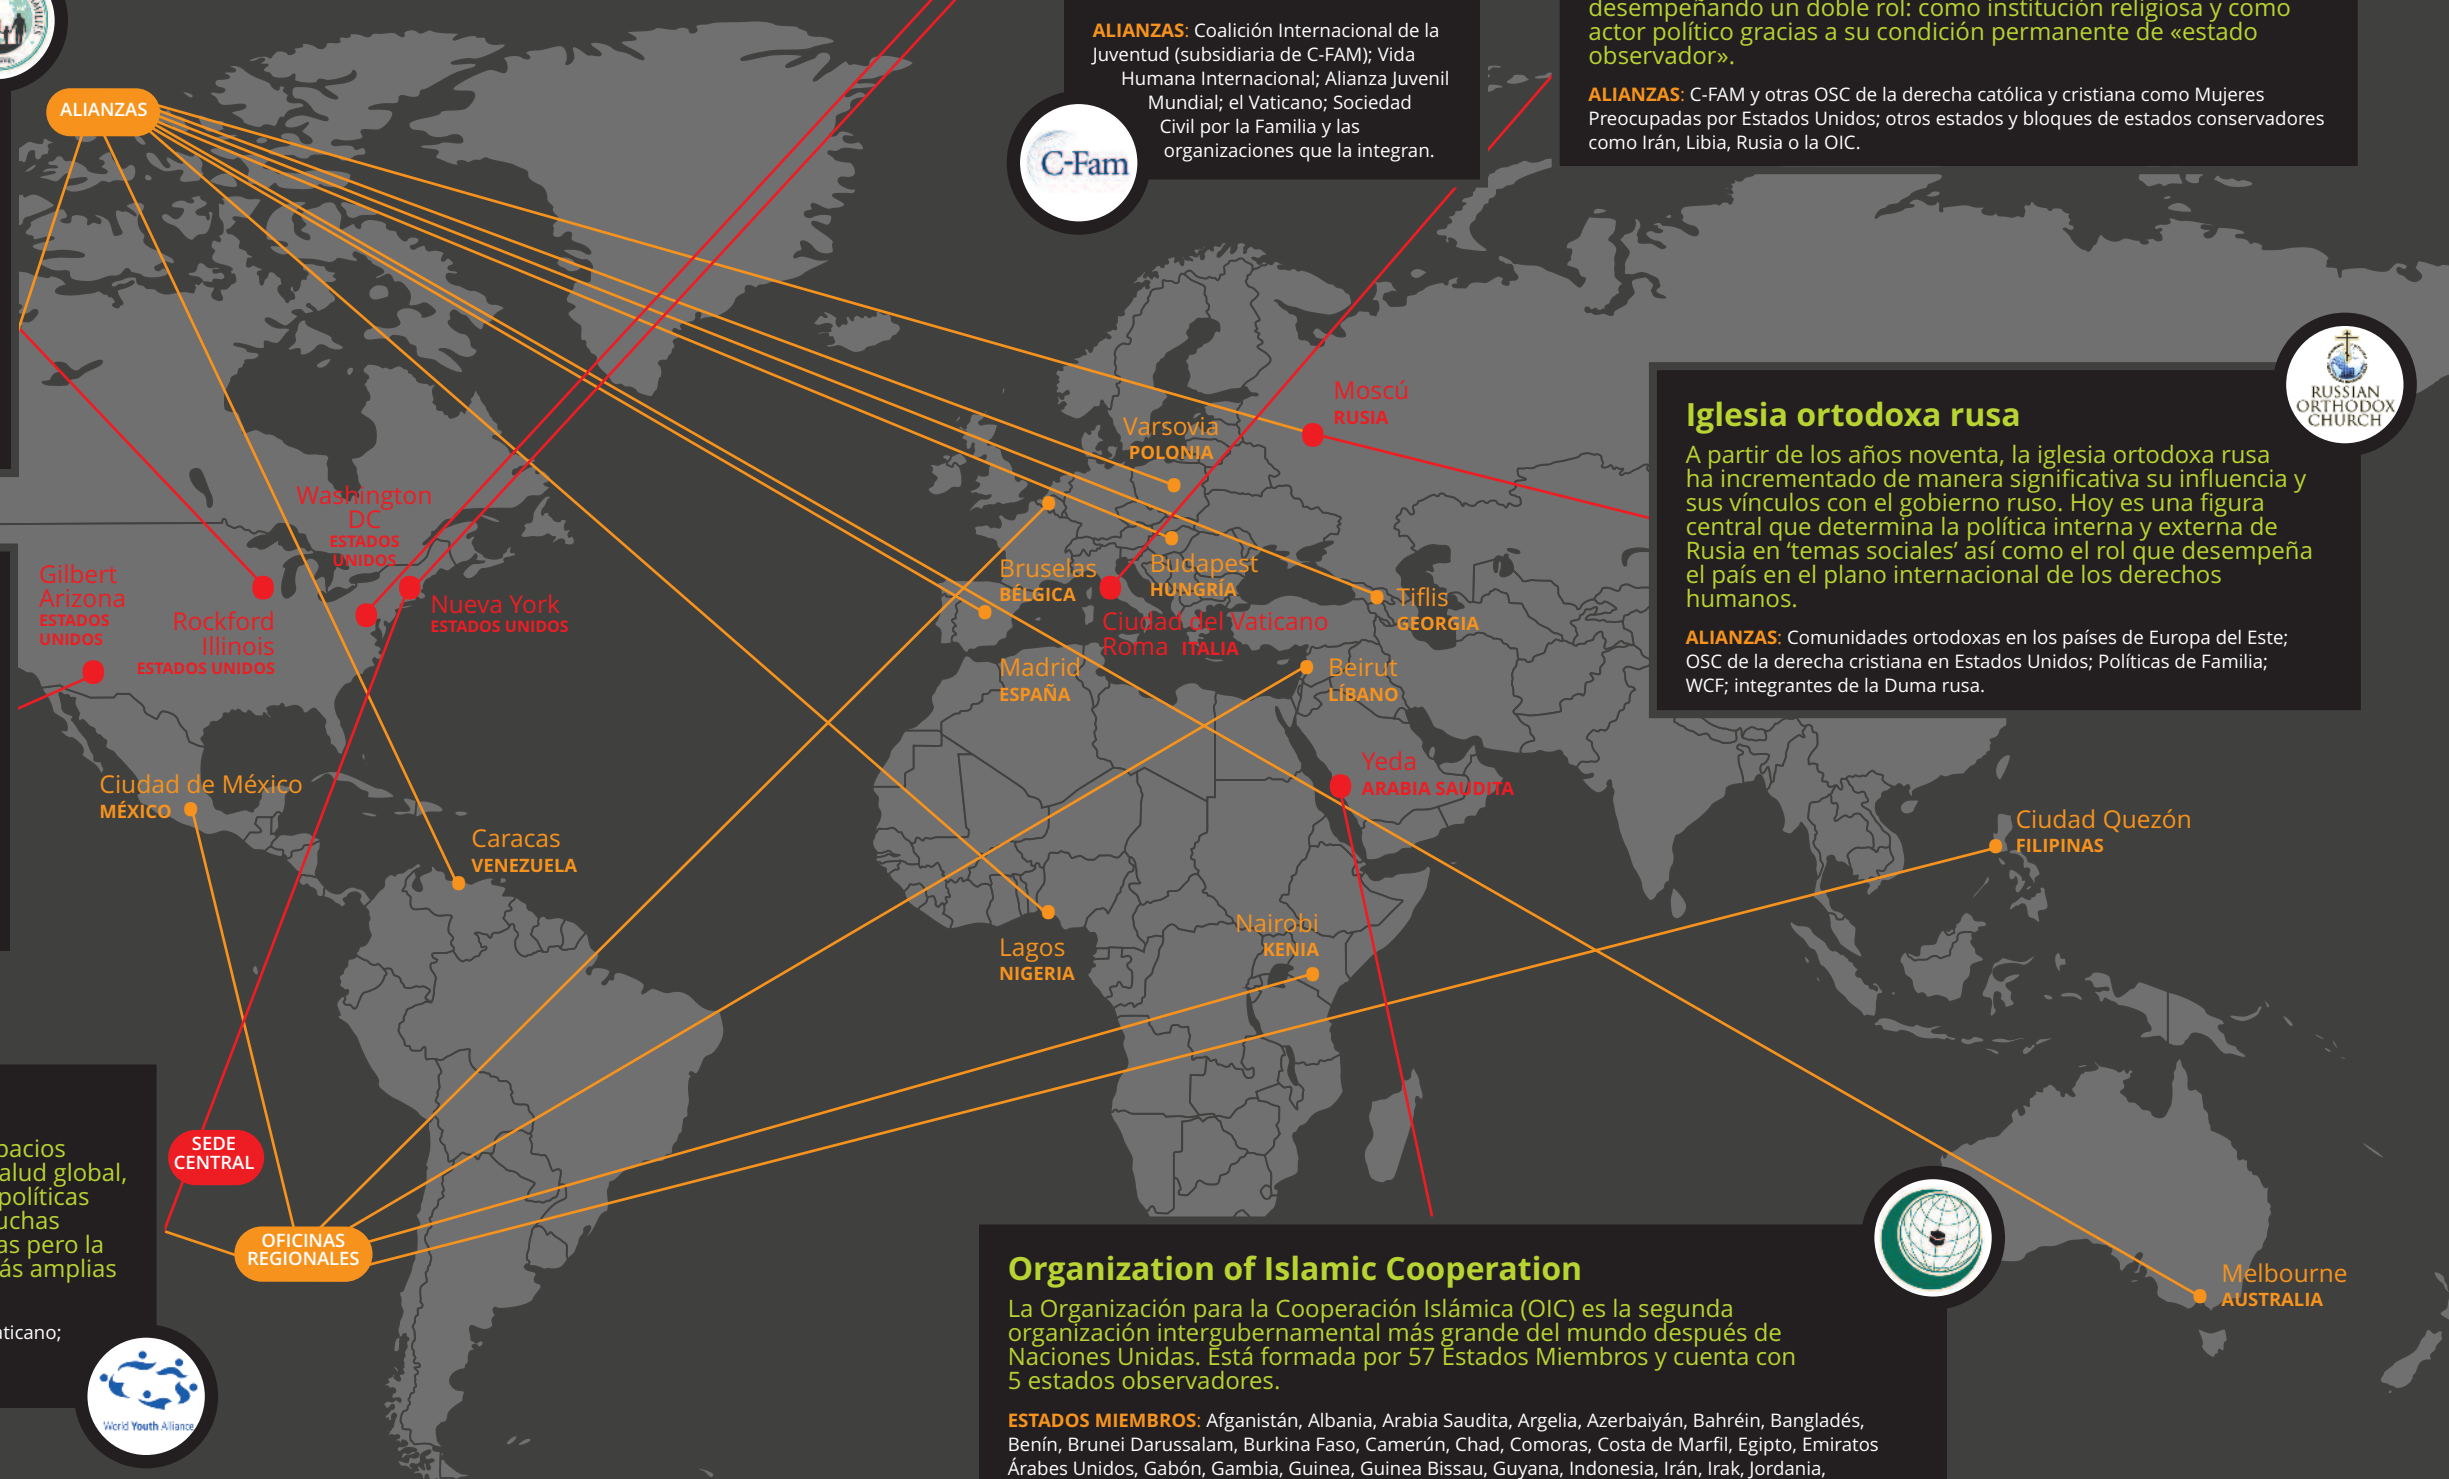 ALIANZAS
ALIANZAS: Coalición Internacional de la
Juventud (subsidiaria de C-FAM); Vida
Humana Internacional; Alianza Juvenil
Mundial; el Vaticano; Sociedad
Civil por la Familia y las
organizaciones que la integran.
C-Fam
desempeñando un doble rol: como institución religiosa y como
actor político gracias a su condición permanente de «estado
observador».
ALIANZAS: C-FAM y otras OSC de la derecha católica y cristiana como Mujeres
Preocupadas por Estados Unidos; otros estados y bloques de estados conservadores
como Irán, Libia, Rusia o la OIC.
RUSSIAN
ORTHODOX
CHURCH
Iglesia ortodoxa rusa
A partir de los años noventa, la iglesia ortodoxa rusa
ha incrementado de manera significativa su influencia y
sus vínculos con el gobierno ruso. Hoy es una figura
central que determina la política interna y externa de
Rusia en ‘temas sociales’ así como el rol que desempeña
el país en el plano internacional de los derechos
humanos.
ALIANZAS: Comunidades ortodoxas en los países de Europa del Este;
OSC de la derecha cristiana en Estados Unidos; Políticas de Familia;
WCF; integrantes de la Duma rusa.
Moscú
RUSIA
Varsovia
POLONIA
Washington
DC
ESTADOS
UNIDOS
Gilbert
Arizona
ESTADOS
UNIDOS
Rockford
Illinois
ESTADOS UNIDOS
Nueva York
ESTADOS UNIDOS
Bruselas
BÉLGICA
Budapest
HUNGRÍA
Tiflis
GEORGIA
Ciudad del Vaticano
Roma ITALIA
Madrid
ESPAÑA
Beirut
LÍBANO
Yeda
ARABIA SAUDITA
Ciudad de México
MÉXICO
Caracas
VENEZUELA
Ciudad Quezón
FILIPINAS
Lagos
NIGERIA
Nairobi
KENIA
SEDE
CENTRAL
OFICINAS
REGIONALES
alud global,
políticas
as pero la
ás amplias
World Youth Alliance
Organization of Islamic Cooperation
La Organización para la Cooperación Islámica (OIC) es la segunda
organización intergubernamental más grande del mundo después de
Naciones Unidas. Está formada por 57 Estados Miembros y cuenta con
5 estados observadores.
ESTADOS MIEMBROS: Afganistán, Albania, Arabia Saudita, Argelia, Azerbaiyán, Bahréin, Bangladés,
Benín, Brunei Darussalam, Burkina Faso, Camerún, Chad, Comoras, Costa de Marfil, Egipto, Emiratos
Árabes Unidos, Gabón, Gambia, Guinea, Guinea Bissau, Guyana, Indonesia, Irán, Irak, Jordania,
Melbourne
AUSTRALIA